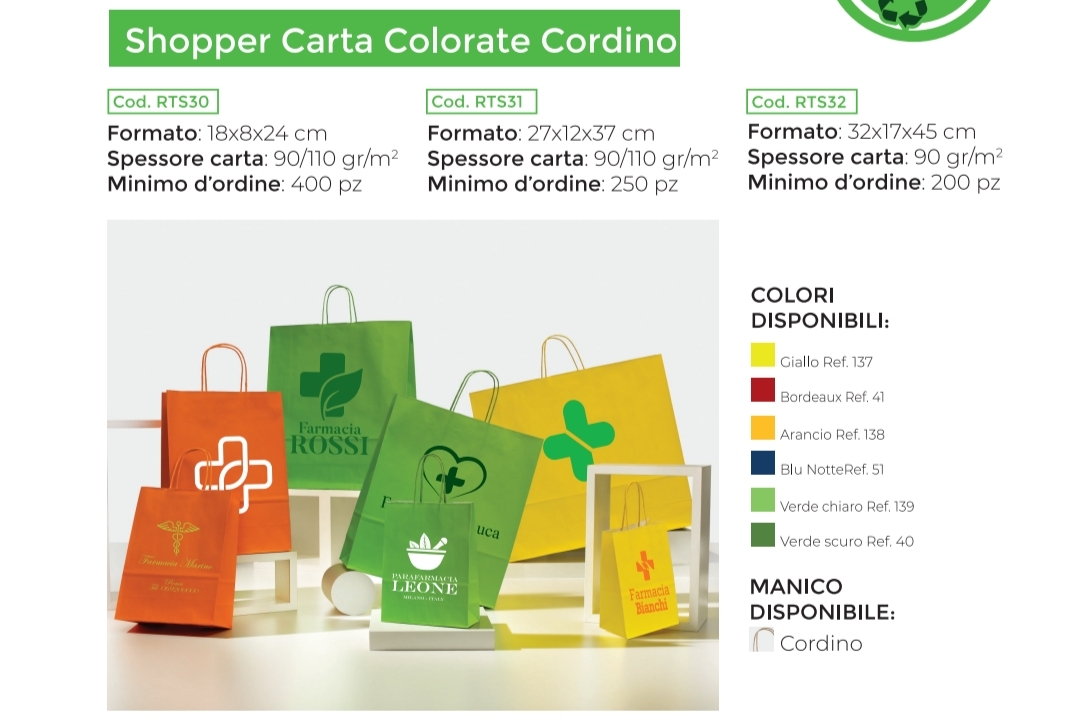 Shopper Carta Colorate Cordino
Cod. RTS30
Formato: 18x8x24 cm
Spessore carta: 90/110 gr/m²
Minimo d’ordine: 400 pz
Cod. RTS31
Formato: 27x12x37 cm
Spessore carta: 90/110 gr/m²
Minimo d’ordine: 250 pz
Cod. RTS32
Formato: 32x17x45 cm
Spessore carta: 90 gr/m²
Minimo d’ordine: 200 pz
Farmacia
ROSSI
F
uca
Farmacia Marino
PARAFARMACIA
LEONE
MILANO - ITALY
Farmacia
Bianchi
COLORI
DISPONIBILI:
Giallo Ref. 137
Bordeaux Ref. 41
Arancio Ref. 138
Blu NotteRef. 51
Verde chiaro Ref. 139
Verde scuro Ref. 40
MANICO
DISPONIBILE:
Cordino